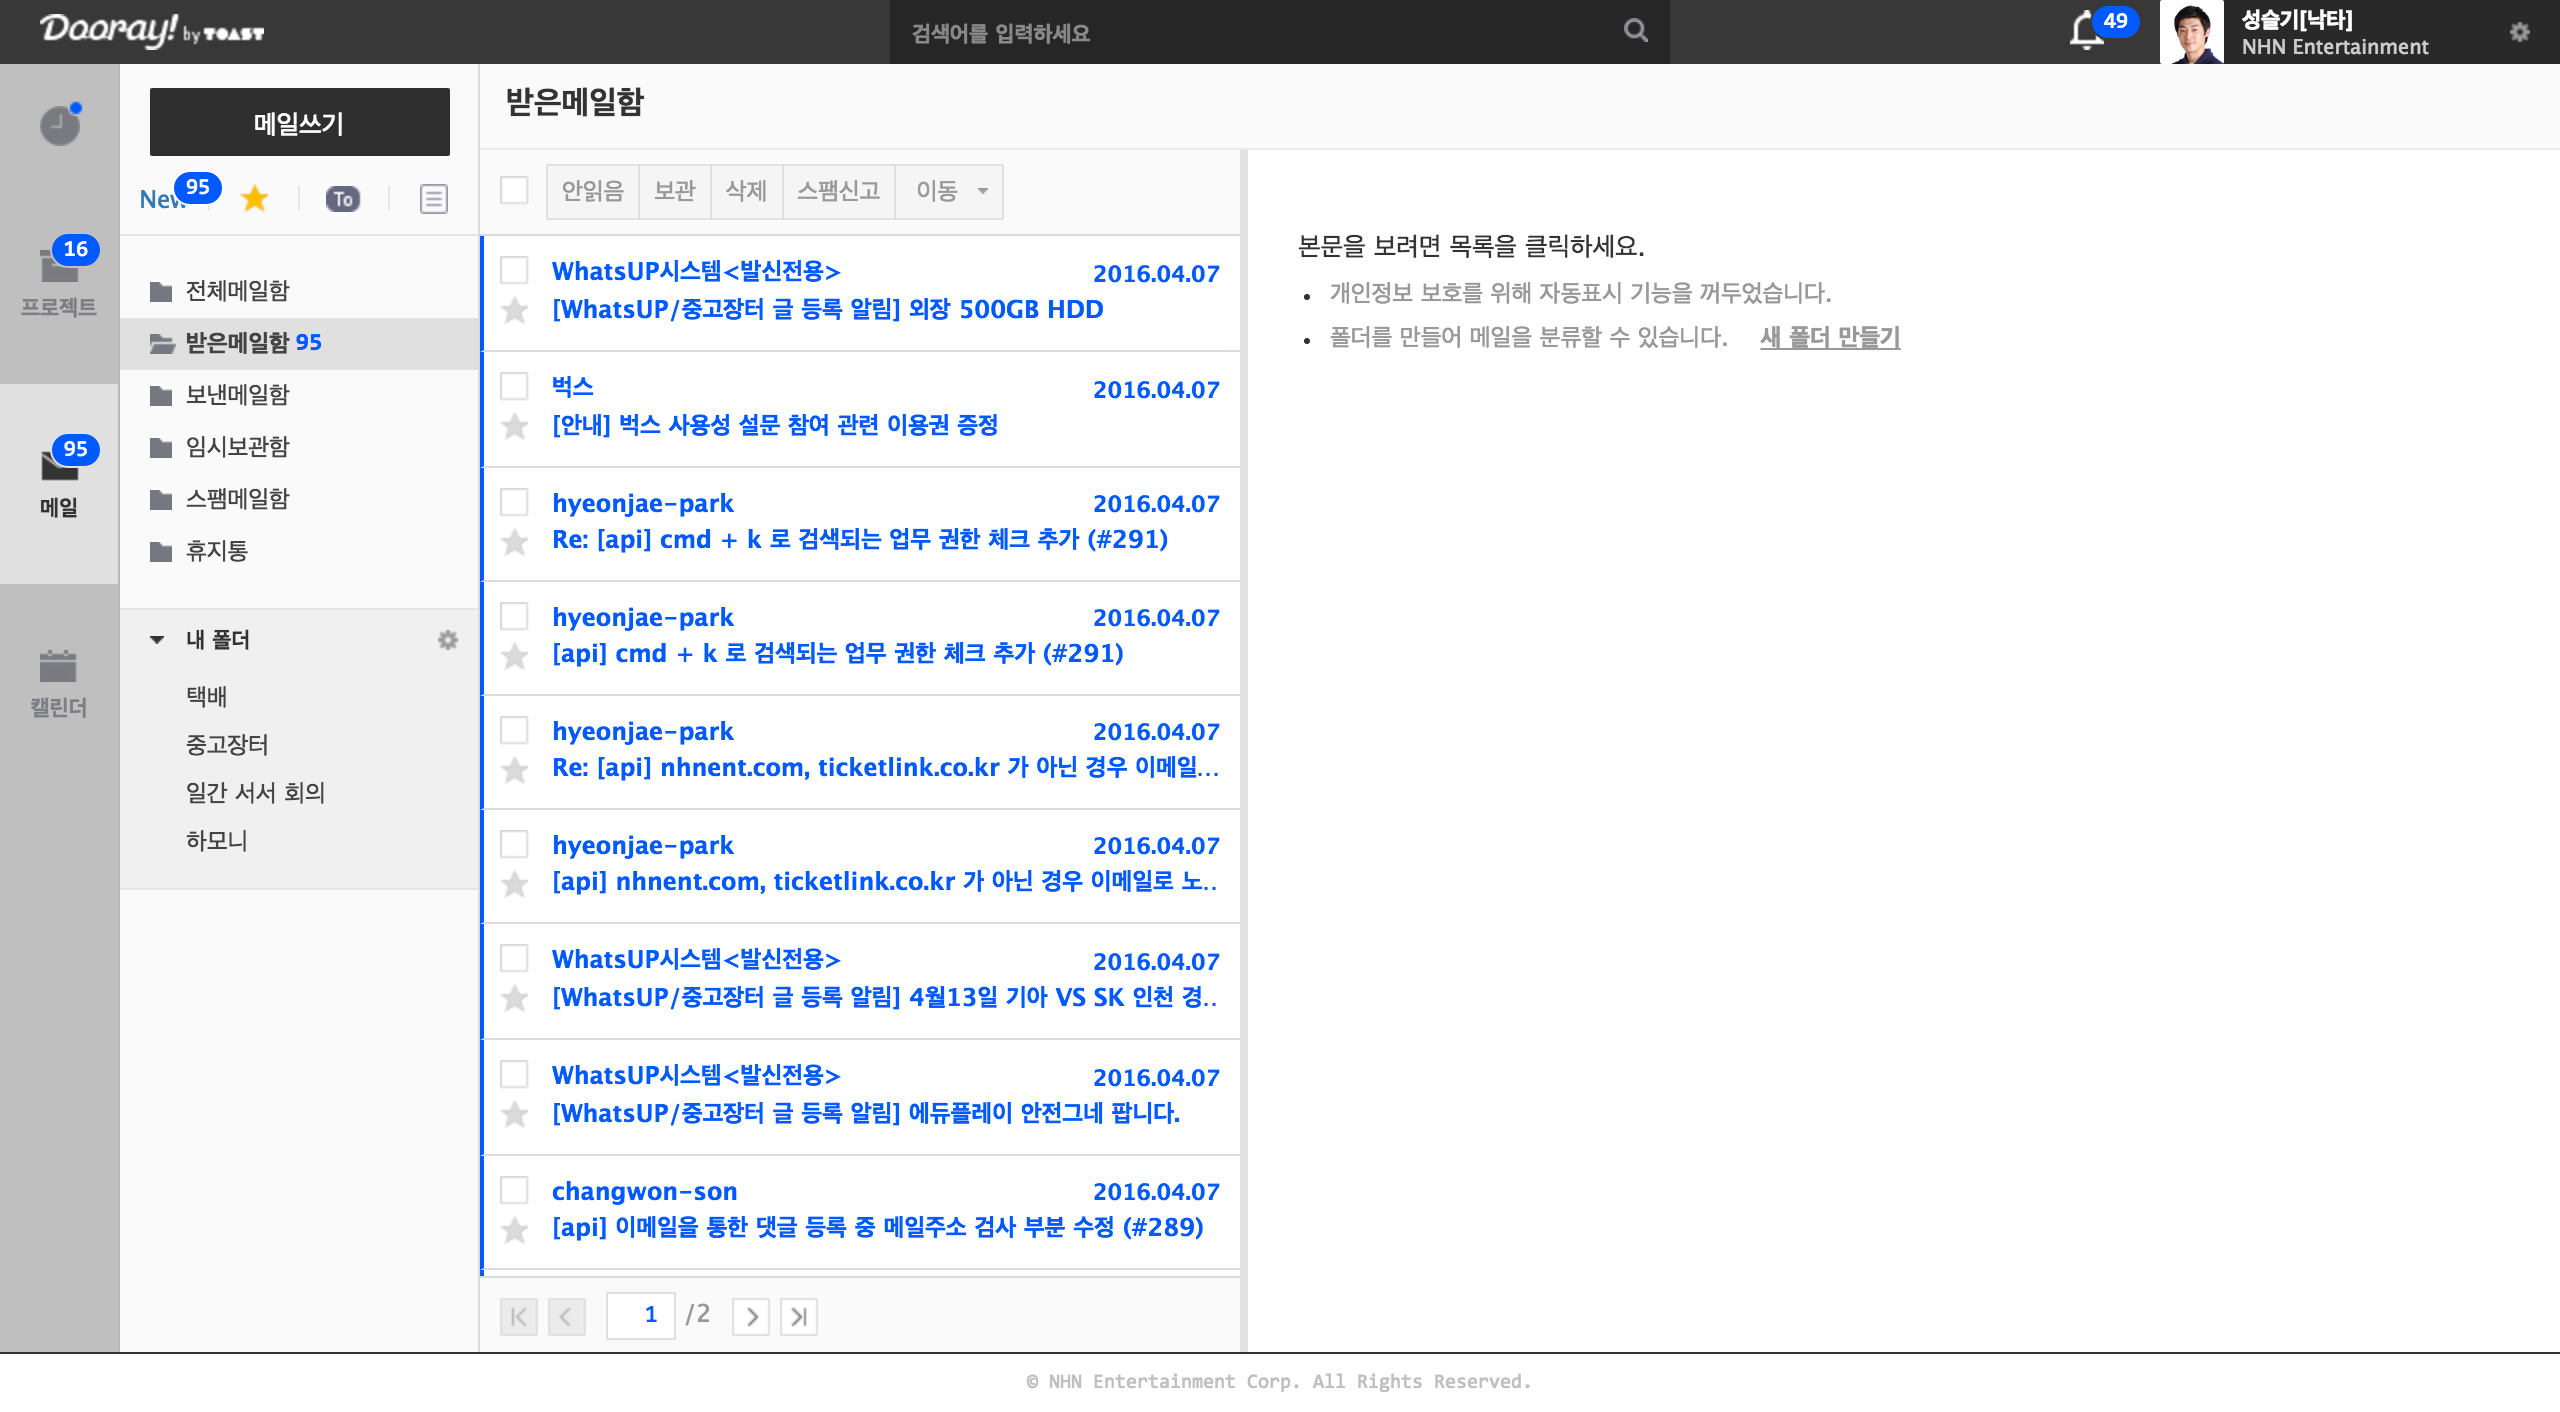 Dooray! by TOAST
검색어를 입력하세요
49
성슬기[낙타]
NHN Entertainment
16
프로젝트
95
메일
캘린더
메일쓰기
New 95
To
전체메일함
받은메일함 95
보낸메일함
임시보관함
스팸메일함
휴지통
내 폴더
택배
중고장터
일간 서서 회의
하모니
받은메일함
안읽음 보관 삭제 스팸신고 이동
WhatsUP시스템<발신전용> 2016.04.07
[WhatsUP/중고장터 글 등록 알림] 외장 500GB HDD
벅스 2016.04.07
[안내] 벅스 사용성 설문 참여 관련 이용권 증정
hyeonjae-park 2016.04.07
Re: [api] cmd + k 로 검색되는 업무 권한 체크 추가 (#291)
hyeonjae-park 2016.04.07
[api] cmd + k 로 검색되는 업무 권한 체크 추가 (#291)
hyeonjae-park 2016.04.07
Re: [api] nhnent.com, ticketlink.co.kr 가 아닌 경우 이메일...
hyeonjae-park 2016.04.07
[api] nhnent.com, ticketlink.co.kr 가 아닌 경우 이메일로 노..
WhatsUP시스템<발신전용> 2016.04.07
[WhatsUP/중고장터 글 등록 알림] 4월13일 기아 VS SK 인천 경..
WhatsUP시스템<발신전용> 2016.04.07
[WhatsUP/중고장터 글 등록 알림] 에듀플레이 안전그네 팝니다.
changwon-son 2016.04.07
[api] 이메일을 통한 댓글 등록 중 메일주소 검사 부분 수정 (#289)
1 /2
본문을 보려면 목록을 클릭하세요.
• 개인정보 보호를 위해 자동표시 기능을 꺼두었습니다.
• 폴더를 만들어 메일을 분류할 수 있습니다. 새 폴더 만들기
© NHN Entertainment Corp. All Rights Reserved.